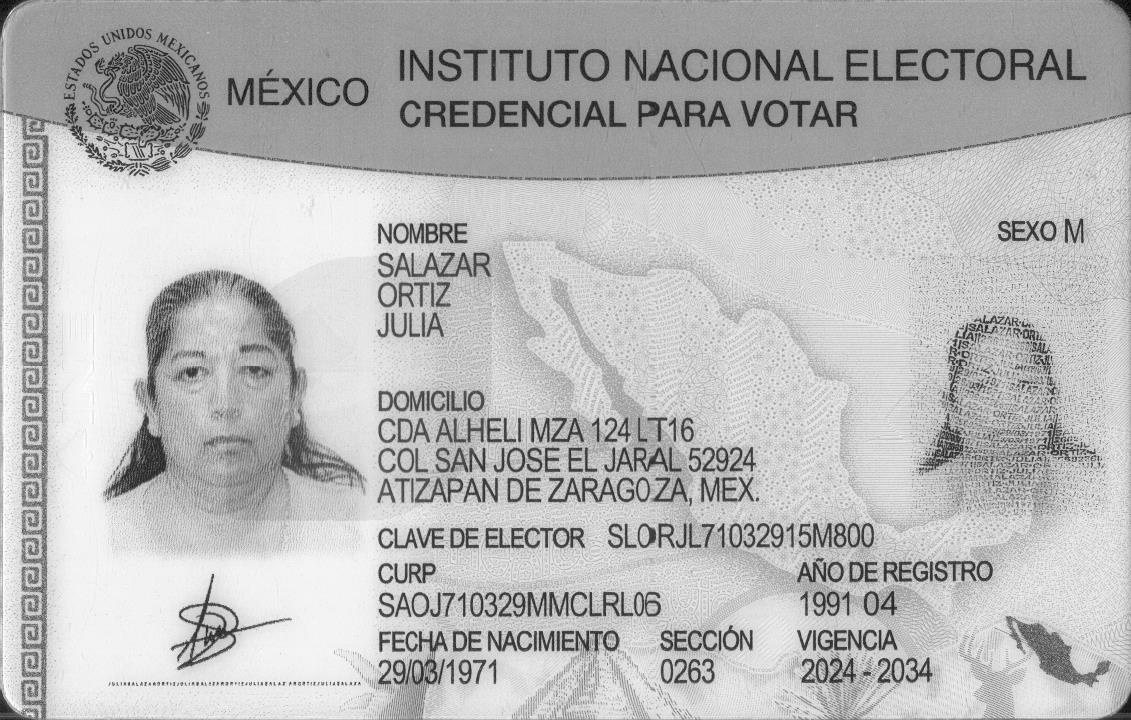 ESTADOS UNIDOS MEXICANOS
MÉXICO
INSTITUTO NACIONAL ELECTORAL
CREDENCIAL PARA VOTAR
NOMBRE
SEXO M
SALAZAR
ORTIZ
JULIA
DOMICILIO
CDA ALHELI MZA 124 LT16
COL SAN JOSE EL JARAL 52924
ATIZAPAN DE ZARAGOZA, MEX.
CLAVE DE ELECTOR SLORJL71032915M800
CURP
AÑO DE REGISTRO
SAOJ710329MMCLRL06
1991 04
FECHA DE NACIMIENTO SECCIÓN VIGENCIA
29/03/1971 0263 2024 - 2034